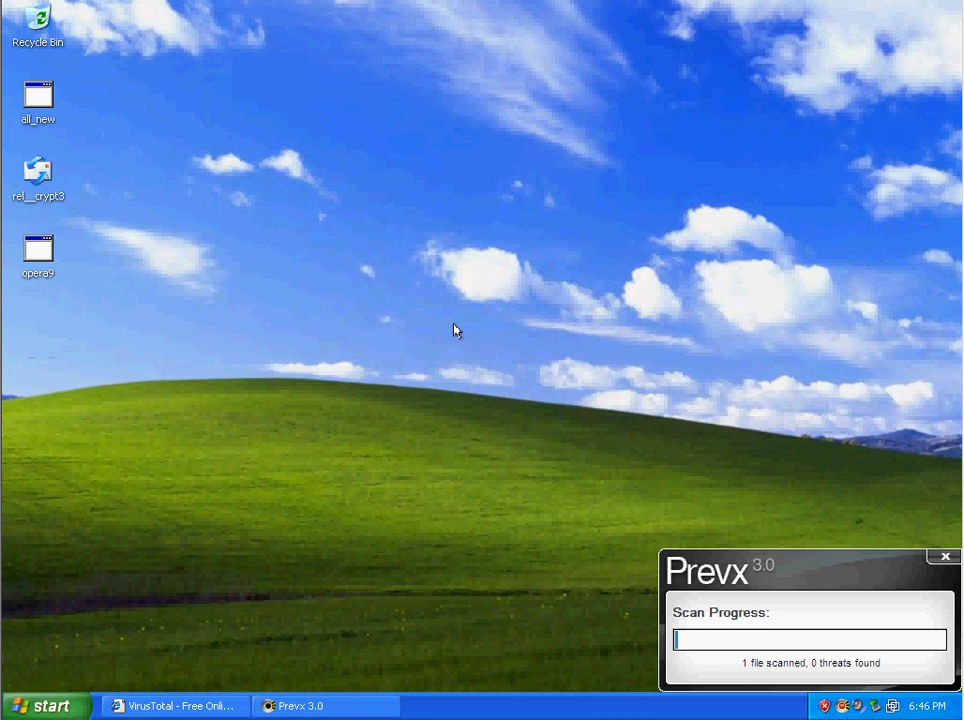 Recycle Bin
all_new
rel__crypt3
opera9
Prevx 3.0
Scan Progress:
1 file scanned, 0 threats found
start
VirusTotal - Free Onli...
Prevx 3.0
6:46 PM